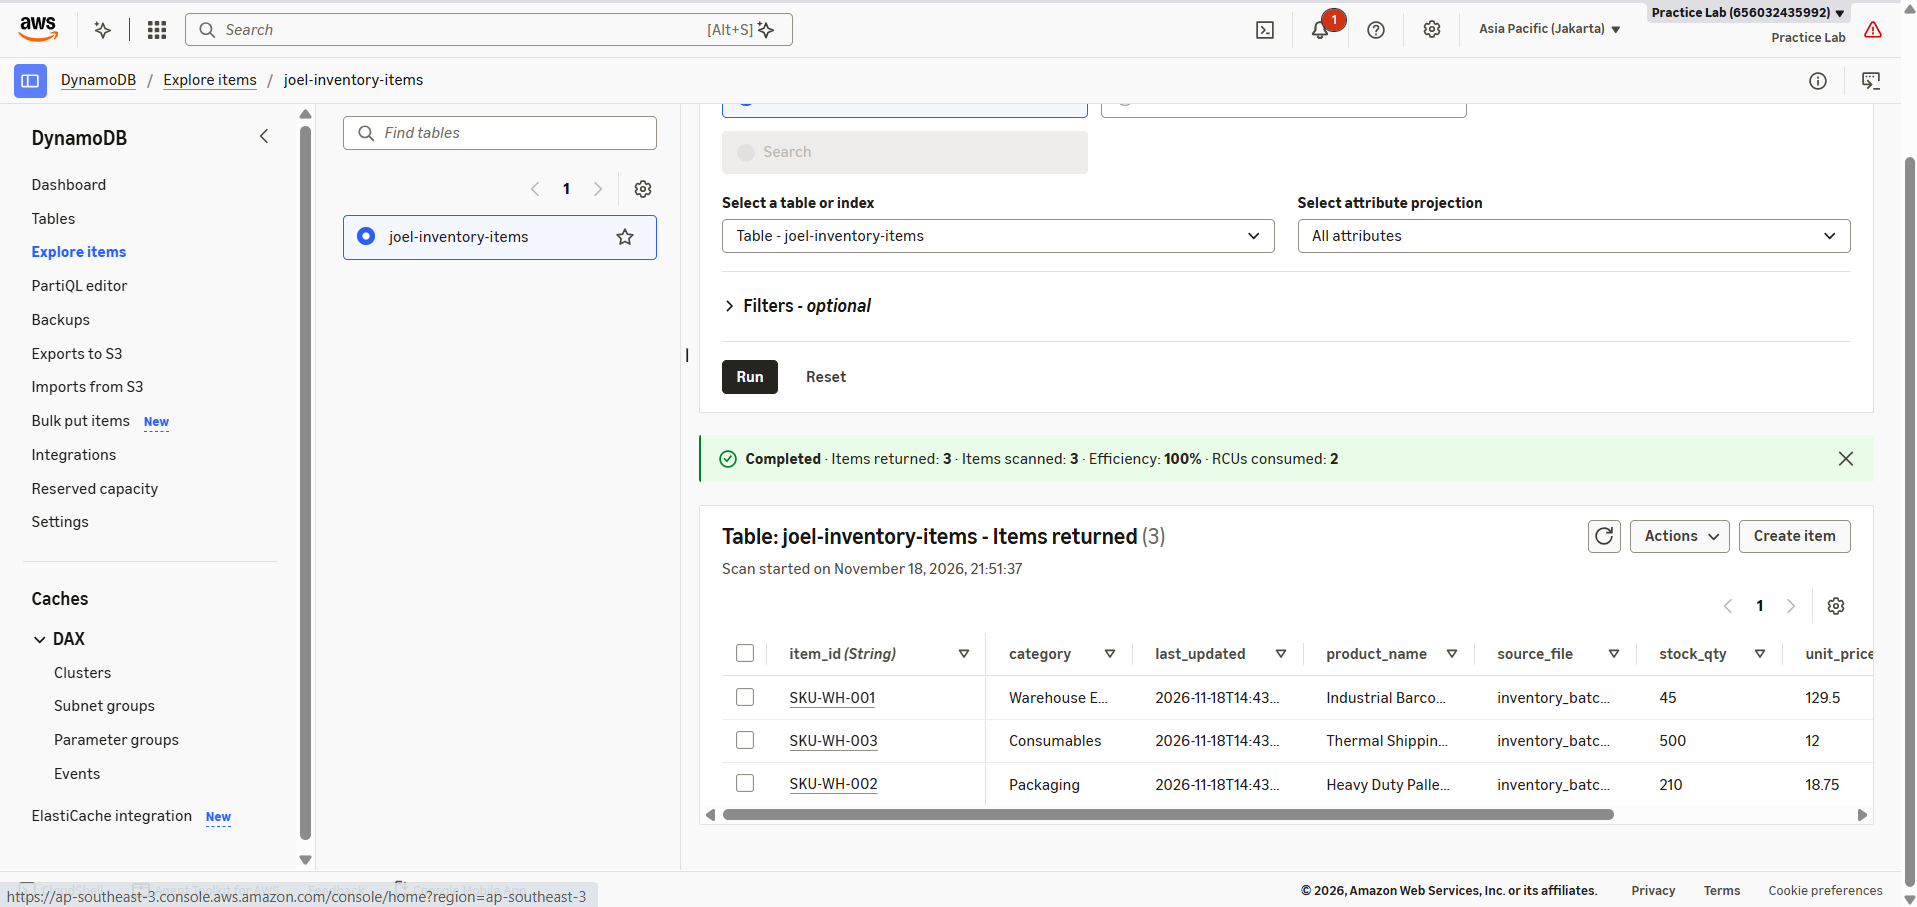 aws
Search
[Alt+S]
1
Asia Pacific (Jakarta) ▼
Practice Lab (656032435992) ▼
Practice Lab
DynamoDB / Explore items / joel-inventory-items
DynamoDB
Dashboard
Tables
Explore items
PartiQL editor
Backups
Exports to S3
Imports from S3
Bulk put items New
Integrations
Reserved capacity
Settings
Caches
DAX
Clusters
Subnet groups
Parameter groups
Events
ElastiCache integration New
Find tables
1
joel-inventory-items
Search
Select a table or index
Table - joel-inventory-items
Select attribute projection
All attributes
Filters - optional
Run
Reset
Completed · Items returned: 3 · Items scanned: 3 · Efficiency: 100% · RCUs consumed: 2
Table: joel-inventory-items - Items returned (3)
Scan started on November 18, 2026, 21:51:37
Actions
Create item
1
item_id (String) category last_updated product_name source_file stock_qty unit_price
SKU-WH-001 Warehouse E... 2026-11-18T14:43... Industrial Barco... inventory_batc... 45 129.5
SKU-WH-003 Consumables 2026-11-18T14:43... Thermal Shippin... inventory_batc... 500 12
SKU-WH-002 Packaging 2026-11-18T14:43... Heavy Duty Palle... inventory_batc... 210 18.75
CloudShell Agent Toolkit for AWS Feedback Console Mobile App
https://ap-southeast-3.console.aws.amazon.com/console/home?region=ap-southeast-3
© 2026, Amazon Web Services, Inc. or its affiliates.
Privacy
Terms
Cookie preferences